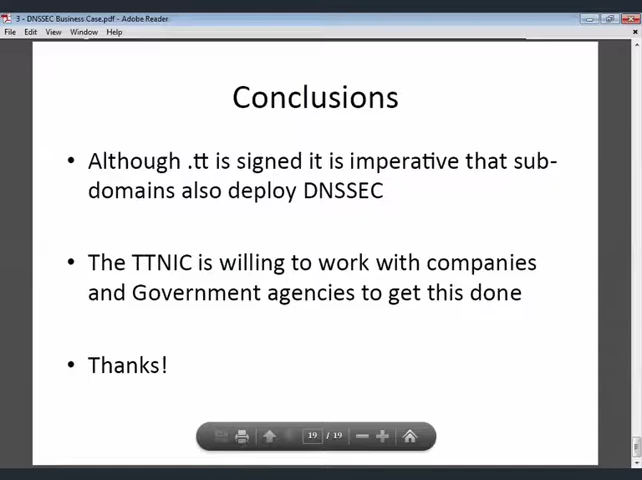 3 - DNSSEC Business Case.pdf - Adobe Reader
File Edit View Window Help
Conclusions
• Although .tt is signed it is imperative that sub-
domains also deploy DNSSEC
• The TTNIC is willing to work with companies
and Government agencies to get this done
• Thanks!
19 / 19